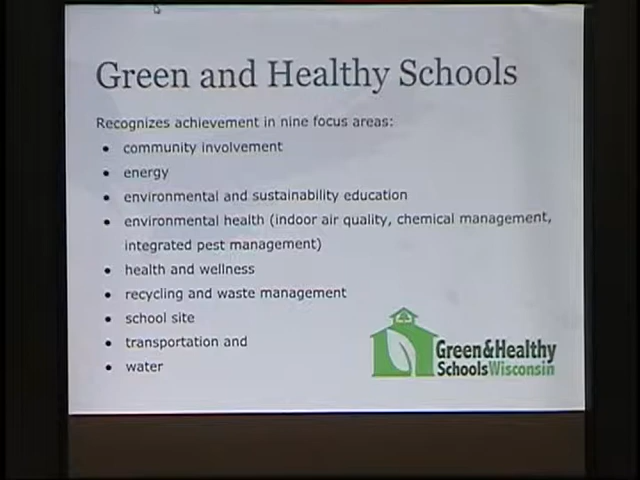 Green and Healthy Schools
Recognizes achievement in nine focus areas:
• community involvement
• energy
• environmental and sustainability education
• environmental health (indoor air quality, chemical management,
integrated pest management)
• health and wellness
• recycling and waste management
• school site
• transportation and
• water
Green&Healthy
SchoolsWisconsin